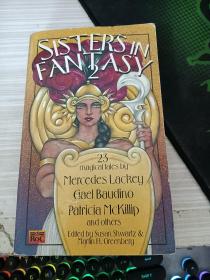 SISTERS IN
FANTASY
2
23
magical tales by
Mercedes Lackey
Gael Baudino
Patricia McKillip
and others
Edited by Susan Shwartz &
Martin H. Greenberg
ROC